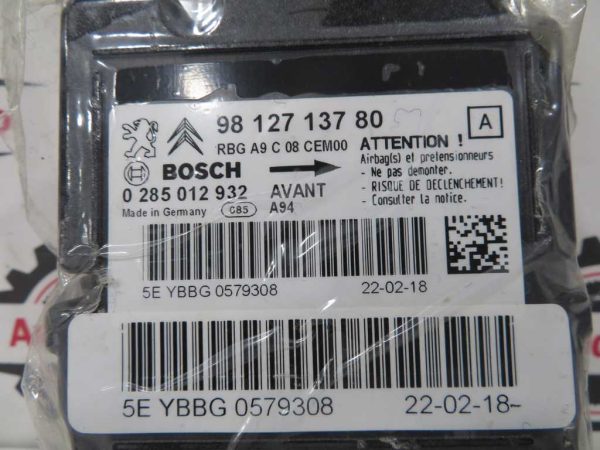 98 127 137 80
A
RBG A9 C 08 CEM00
ATTENTION !
Airbag(s) et pretensionneurs
- Ne pas demonter.
- RISQUE DE DECLENCHEMENT!
- Consulter la notice.
BOSCH
0 285 012 932 AVANT
Made in Germany C85 A94
5E YBBG 0579308 22-02-18
5E YBBG 0579308 22-02-18